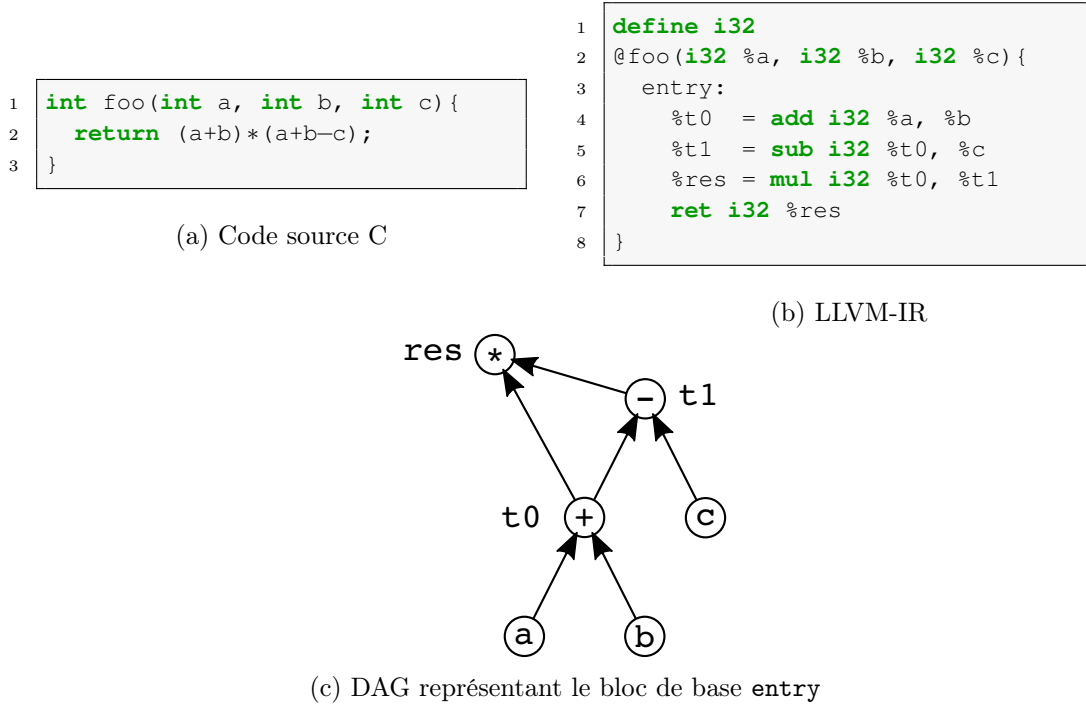 1 int foo(int a, int b, int c){
2   return (a+b)*(a+b−c);
3 }
(a) Code source C
1 define i32
2 @foo(i32 %a, i32 %b, i32 %c){
3   entry:
4     %t0  = add i32 %a, %b
5     %t1  = sub i32 %t0, %c
6     %res = mul i32 %t0, %t1
7     ret i32 %res
8 }
(b) LLVM-IR
res *
- t1
t0 + c
a b
(c) DAG représentant le bloc de base entry